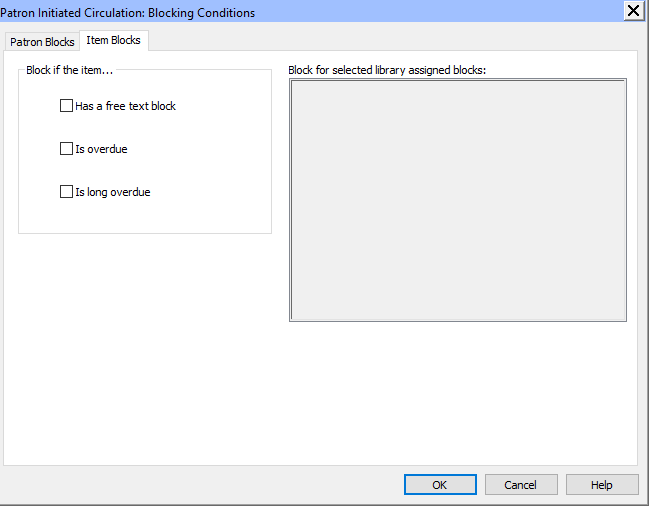 Patron Initiated Circulation: Blocking Conditions
Patron Blocks
Item Blocks
Block if the item...
Has a free text block
Is overdue
Is long overdue
Block for selected library assigned blocks:
OK
Cancel
Help